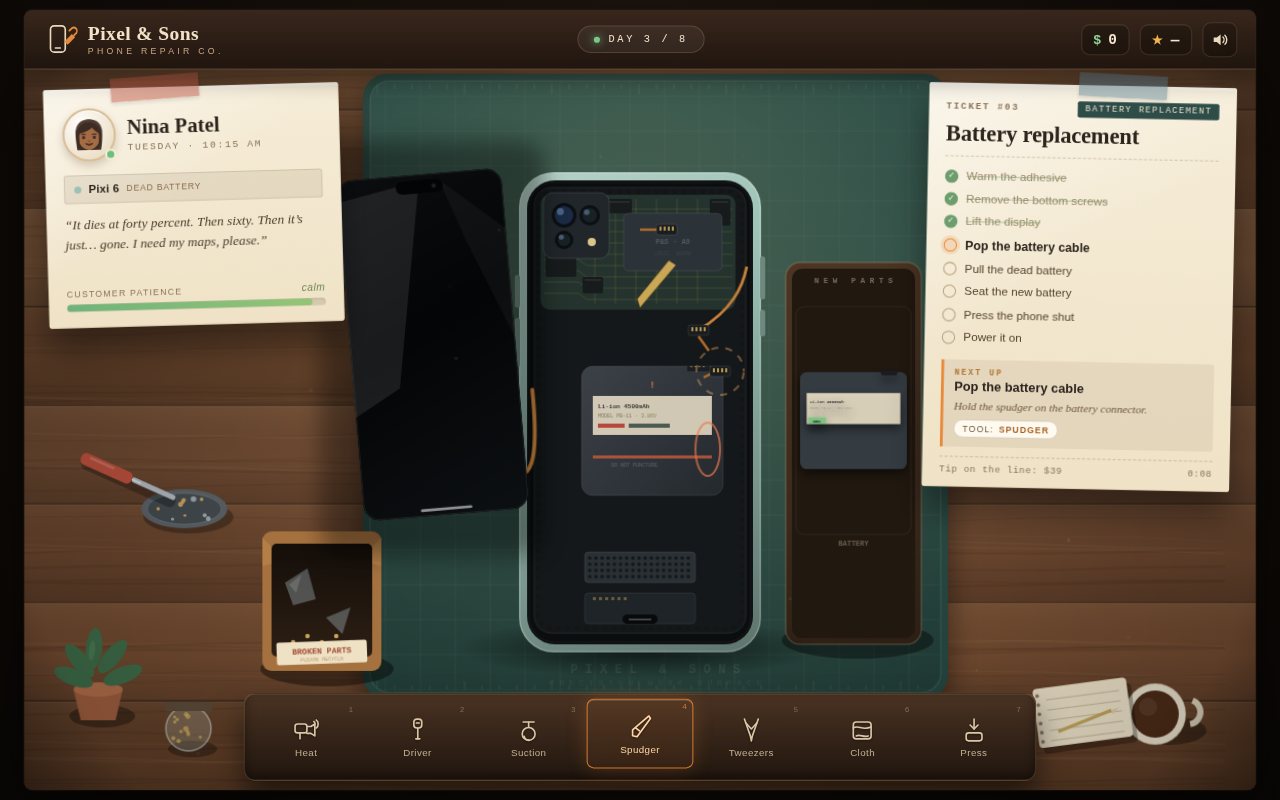 Pixel & Sons
PHONE REPAIR CO.
DAY 3 / 8
$ 0
★ —
Nina Patel
TUESDAY · 10:15 AM
Pixi 6 DEAD BATTERY
“It dies at forty percent. Then sixty. Then it’s
just… gone. I need my maps, please.”
CUSTOMER PATIENCE calm
TICKET #03
BATTERY REPLACEMENT
Battery replacement
Warm the adhesive
Remove the bottom screws
Lift the display
Pop the battery cable
Pull the dead battery
Seat the new battery
Press the phone shut
Power it on
NEXT UP
Pop the battery cable
Hold the spudger on the battery connector.
TOOL: SPUDGER
Tip on the line: $39 0:08
P&S · A9
!
Li-ion 4500mAh
DO NOT PUNCTURE
NEW PARTS
BATTERY
BROKEN PARTS
PIXEL & SONS
1
Heat
2
Driver
3
Suction
4
Spudger
5
Tweezers
6
Cloth
7
Press